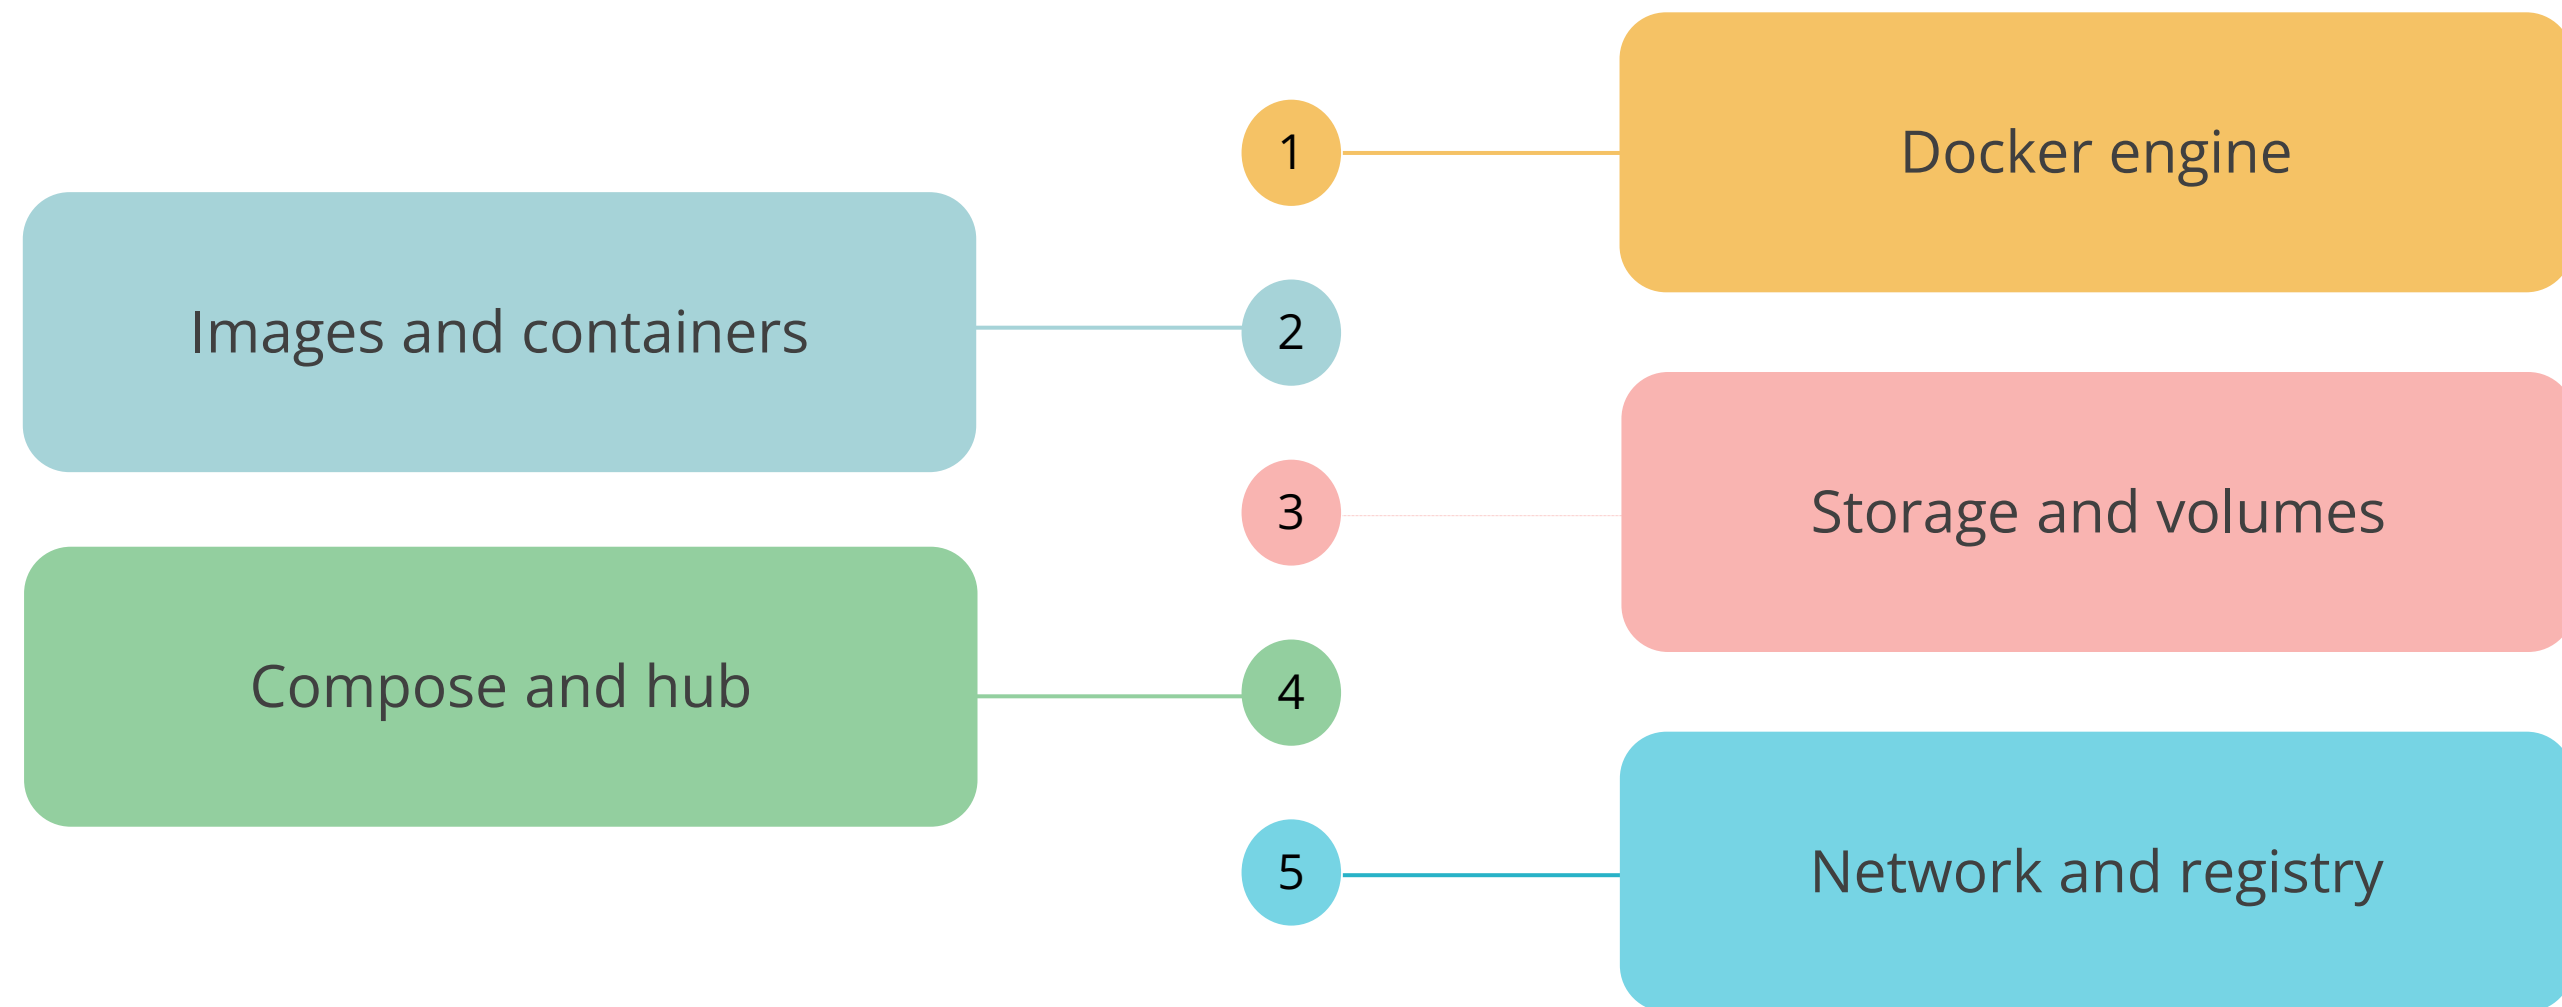 1
Docker engine
Images and containers
2
3
Storage and volumes
Compose and hub
4
5
Network and registry